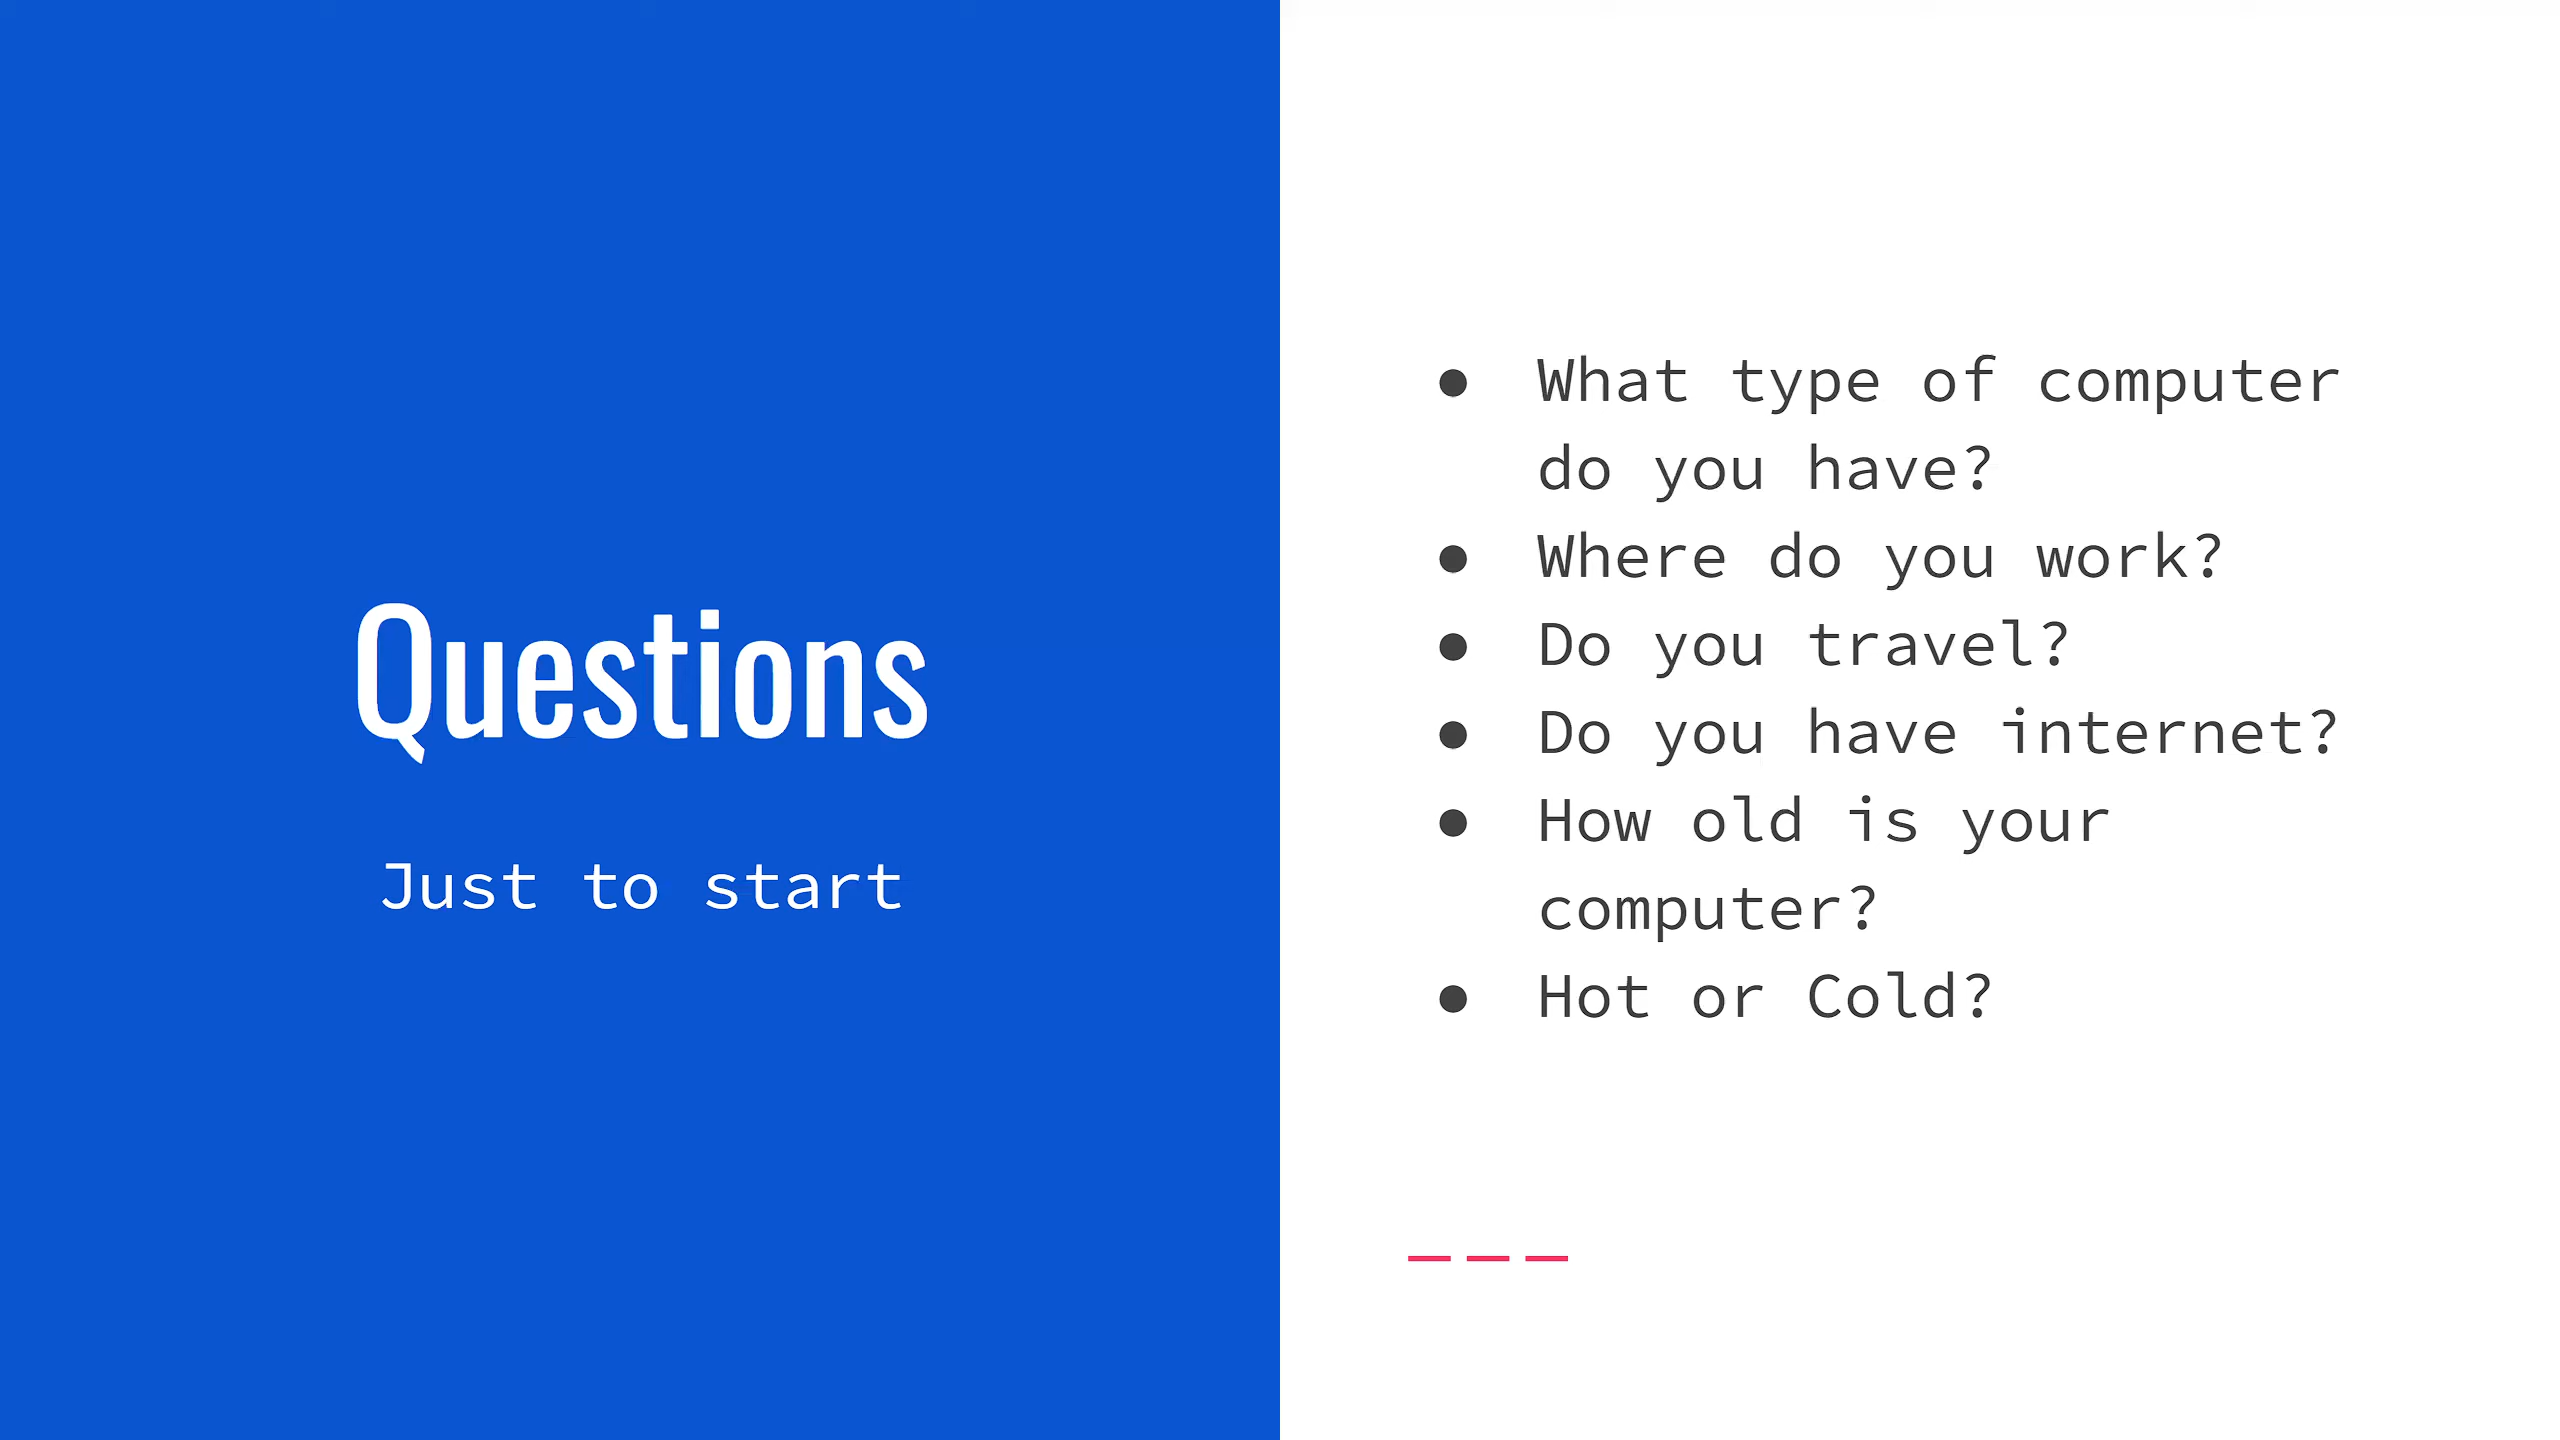 Questions
Just to start
● What type of computer
do you have?
● Where do you work?
● Do you travel?
● Do you have internet?
● How old is your
computer?
● Hot or Cold?